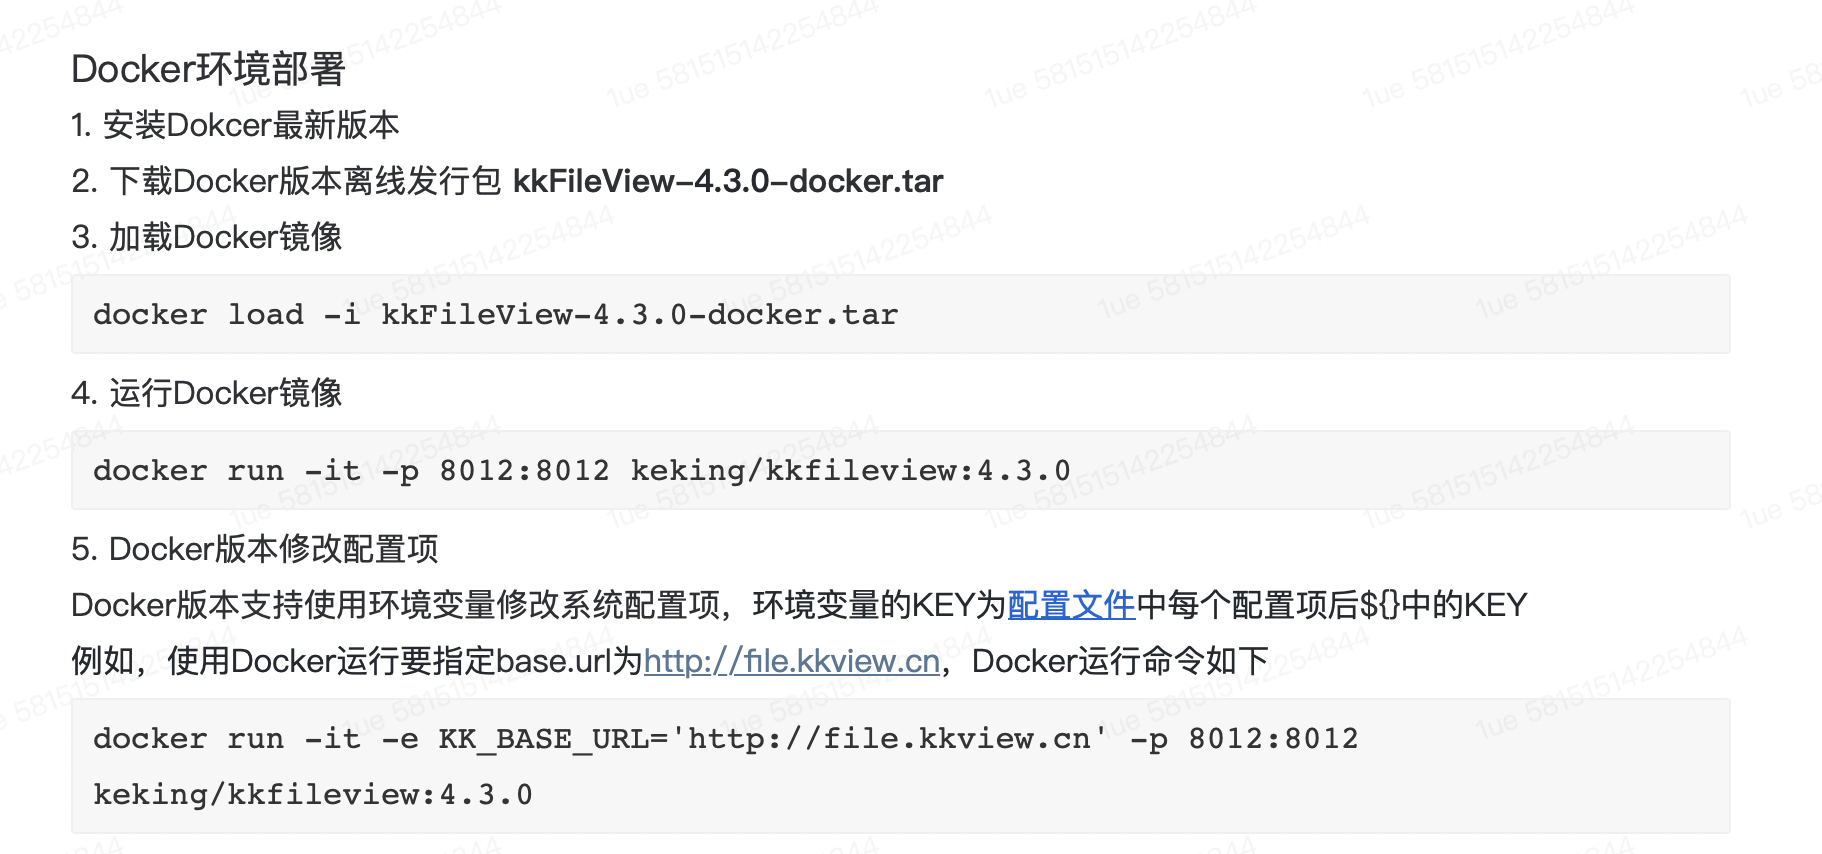 Docker环境部署
1. 安装Dokcer最新版本
2. 下载Docker版本离线发行包 kkFileView-4.3.0-docker.tar
3. 加载Docker镜像
docker load -i kkFileView-4.3.0-docker.tar
4. 运行Docker镜像
docker run -it -p 8012:8012 keking/kkfileview:4.3.0
5. Docker版本修改配置项
Docker版本支持使用环境变量修改系统配置项，环境变量的KEY为配置文件中每个配置项后${}中的KEY
例如，使用Docker运行要指定base.url为http://file.kkview.cn，Docker运行命令如下
docker run -it -e KK_BASE_URL='http://file.kkview.cn' -p 8012:8012
keking/kkfileview:4.3.0
1ue 581515142254844